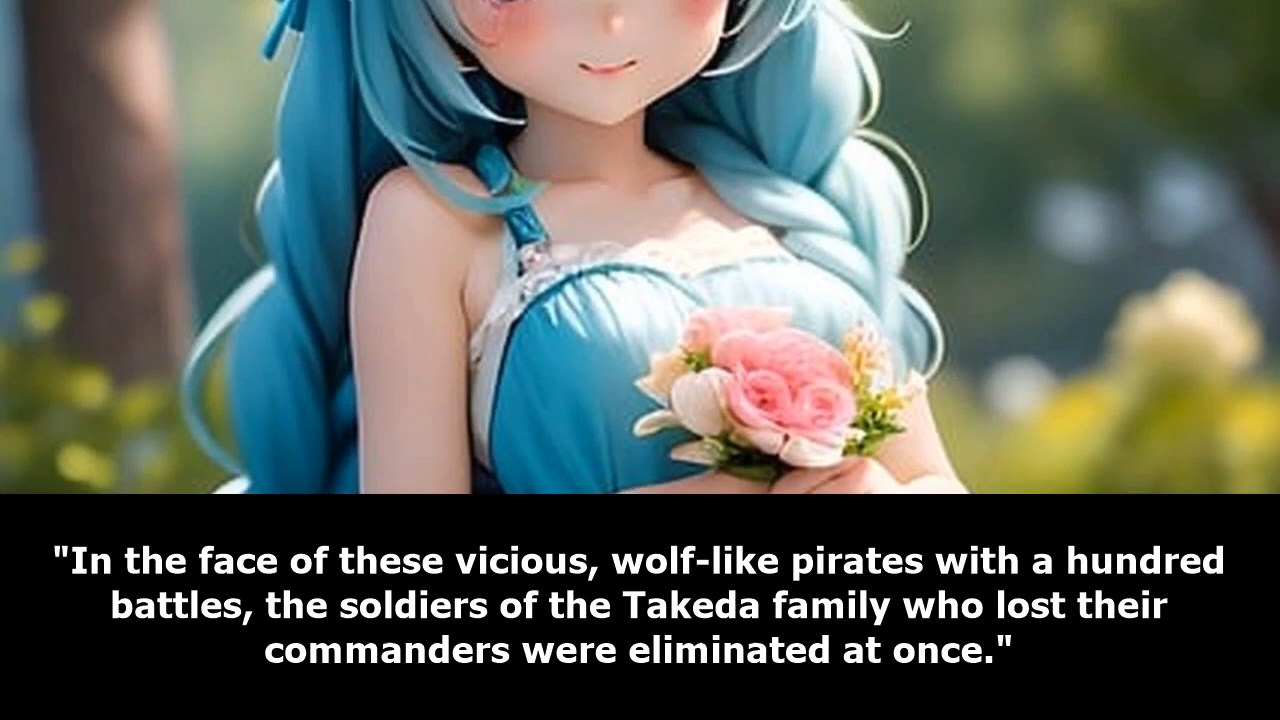 "In the face of these vicious, wolf-like pirates with a hundred
battles, the soldiers of the Takeda family who lost their
commanders were eliminated at once."